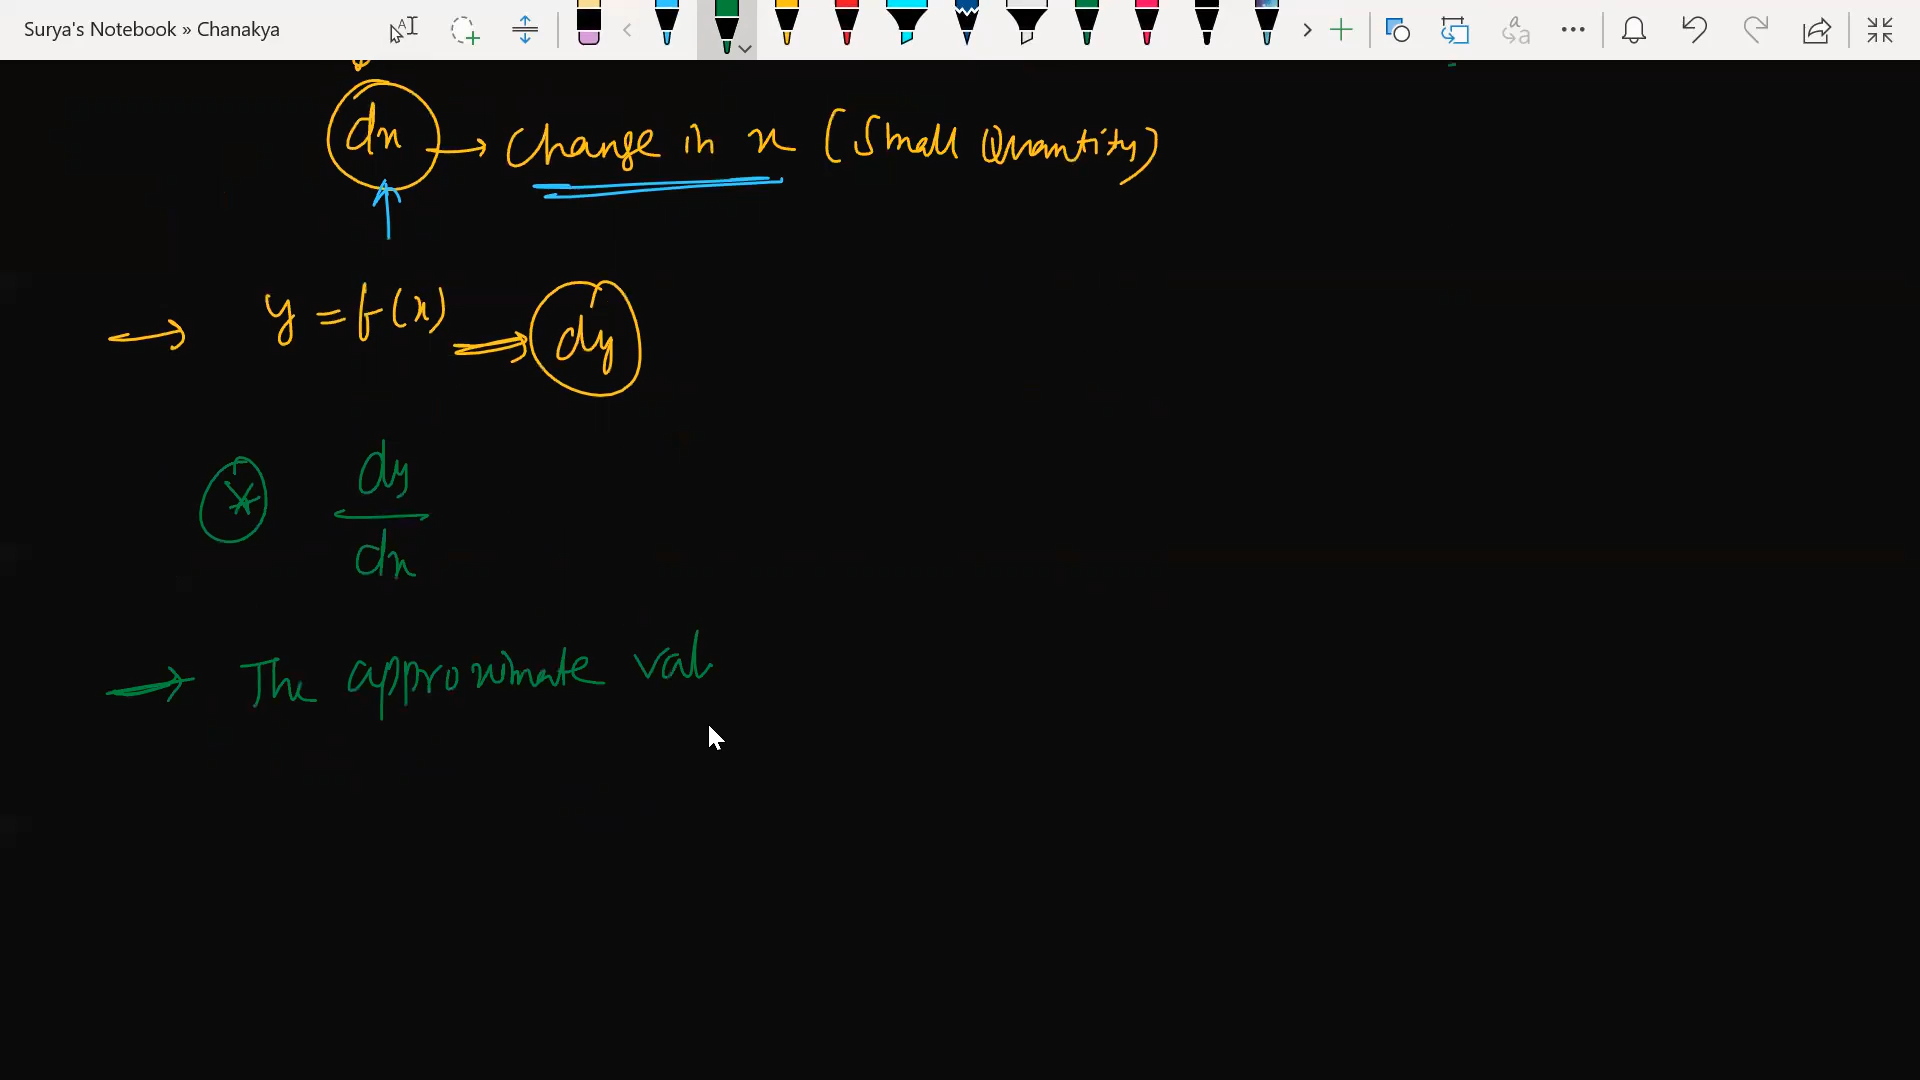 Surya's Notebook » Chanakya
dx → Change in x (Small Quantity)
→ y = f(x) ⇒ dy
* dy
dx
→ The approximate val